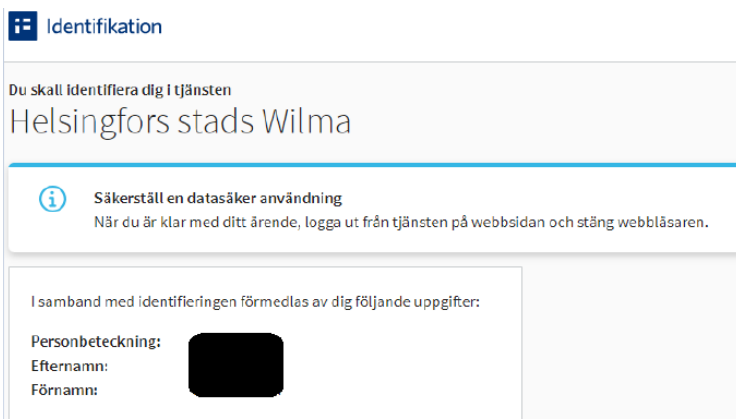 Identifikation
Du skall identifiera dig i tjänsten
Helsingfors stads Wilma
Säkerställ en datasäker användning
När du är klar med ditt ärende, logga ut från tjänsten på webbsidan och stäng webbläsaren.
I samband med identifieringen förmedlas av dig följande uppgifter:
Personbeteckning:
Efternamn:
Förnamn: